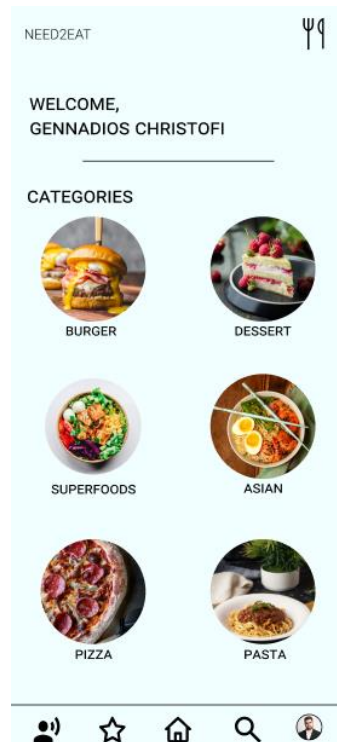 NEED2EAT
WELCOME,
GENNADIOS CHRISTOFI
CATEGORIES
BURGER
DESSERT
SUPERFOODS
ASIAN
PIZZA
PASTA